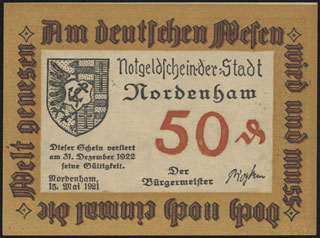 Am deutschen Wesen
wird und muss
doch noch einmal die
Welt genesen
Notgeldschein der Stadt
Nordenham
50 ₰
Dieser Schein verliert
am 31. Dezember 1922
seine Gültigkeit.
Nordenham,
15. Mai 1921
Der
Bürgermeister